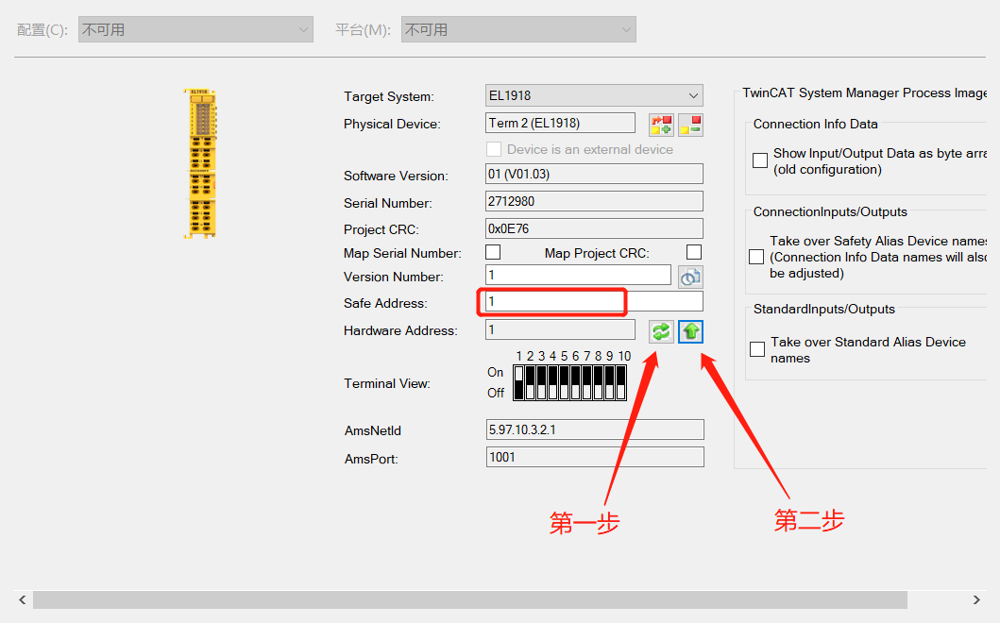 配置(C): 不可用 平台(M): 不可用
EL1918
Target System: EL1918
Physical Device: Term 2 (EL1918)
Device is an external device
Software Version: 01 (V01.03)
Serial Number: 2712980
Project CRC: 0x0E76
Map Serial Number: Map Project CRC:
Version Number: 1
Safe Address: 1
Hardware Address: 1
1 2 3 4 5 6 7 8 9 10
On
Terminal View:
Off
AmsNetId 5.97.10.3.2.1
AmsPort: 1001
第一步
第二步
TwinCAT System Manager Process Image
Connection Info Data
Show Input/Output Data as byte arra
(old configuration)
ConnectionInputs/Outputs
Take over Safety Alias Device names
(Connection Info Data names will also
be adjusted)
StandardInputs/Outputs
Take over Standard Alias Device
names